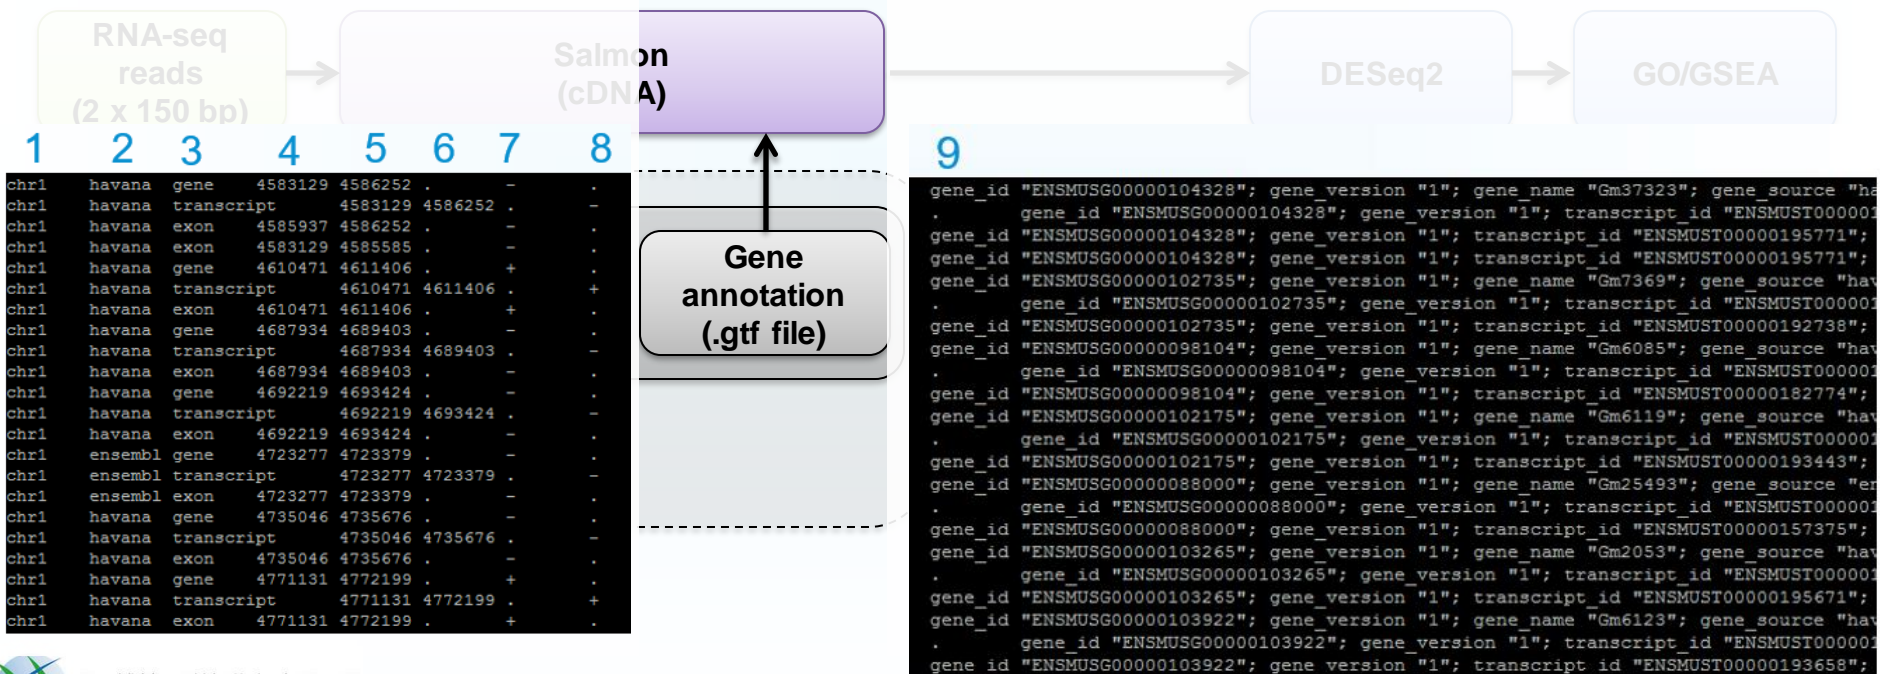 RNA-seq
reads
(2 x 150 bp)
Salmon
(cDNA)
DESeq2
GO/GSEA
1 2 3 4 5 6 7 8
chr1 havana gene 4583129 4586252 . - .
chr1 havana transcript 4583129 4586252 . -
chr1 havana exon 4585937 4586252 . - .
chr1 havana exon 4583129 4585585 . - .
chr1 havana gene 4610471 4611406 . + .
chr1 havana transcript 4610471 4611406 . +
chr1 havana exon 4610471 4611406 . + .
chr1 havana gene 4687934 4689403 . - .
chr1 havana transcript 4687934 4689403 . -
chr1 havana exon 4687934 4689403 . - .
chr1 havana gene 4692219 4693424 . - .
chr1 havana transcript 4692219 4693424 . -
chr1 havana exon 4692219 4693424 . - .
chr1 ensembl gene 4723277 4723379 . - .
chr1 ensembl transcript 4723277 4723379 . -
chr1 ensembl exon 4723277 4723379 . - .
chr1 havana gene 4735046 4735676 . - .
chr1 havana transcript 4735046 4735676 . -
chr1 havana exon 4735046 4735676 . - .
chr1 havana gene 4771131 4772199 . + .
chr1 havana transcript 4771131 4772199 . +
chr1 havana exon 4771131 4772199 . + .
Gene
annotation
(.gtf file)
9
gene_id "ENSMUSG00000104328"; gene_version "1"; gene_name "Gm37323"; gene_source "ha
. gene_id "ENSMUSG00000104328"; gene_version "1"; transcript_id "ENSMUST000001
gene_id "ENSMUSG00000104328"; gene_version "1"; transcript_id "ENSMUST00000195771";
gene_id "ENSMUSG00000104328"; gene_version "1"; transcript_id "ENSMUST00000195771";
gene_id "ENSMUSG00000102735"; gene_version "1"; gene_name "Gm7369"; gene_source "hav
. gene_id "ENSMUSG00000102735"; gene_version "1"; transcript_id "ENSMUST000001
gene_id "ENSMUSG00000102735"; gene_version "1"; transcript_id "ENSMUST00000192738";
gene_id "ENSMUSG00000098104"; gene_version "1"; gene_name "Gm6085"; gene_source "hav
. gene_id "ENSMUSG00000098104"; gene_version "1"; transcript_id "ENSMUST000001
gene_id "ENSMUSG00000098104"; gene_version "1"; transcript_id "ENSMUST00000182774";
gene_id "ENSMUSG00000102175"; gene_version "1"; gene_name "Gm6119"; gene_source "hav
. gene_id "ENSMUSG00000102175"; gene_version "1"; transcript_id "ENSMUST000001
gene_id "ENSMUSG00000102175"; gene_version "1"; transcript_id "ENSMUST00000193443";
gene_id "ENSMUSG00000088000"; gene_version "1"; gene_name "Gm25493"; gene_source "en
. gene_id "ENSMUSG00000088000"; gene_version "1"; transcript_id "ENSMUST000001
gene_id "ENSMUSG00000088000"; gene_version "1"; transcript_id "ENSMUST00000157375";
gene_id "ENSMUSG00000103265"; gene_version "1"; gene_name "Gm2053"; gene_source "hav
. gene_id "ENSMUSG00000103265"; gene_version "1"; transcript_id "ENSMUST000001
gene_id "ENSMUSG00000103265"; gene_version "1"; transcript_id "ENSMUST00000195671";
gene_id "ENSMUSG00000103922"; gene_version "1"; gene_name "Gm6123"; gene_source "hav
. gene_id "ENSMUSG00000103922"; gene_version "1"; transcript_id "ENSMUST000001
gene_id "ENSMUSG00000103922"; gene_version "1"; transcript_id "ENSMUST00000193658";